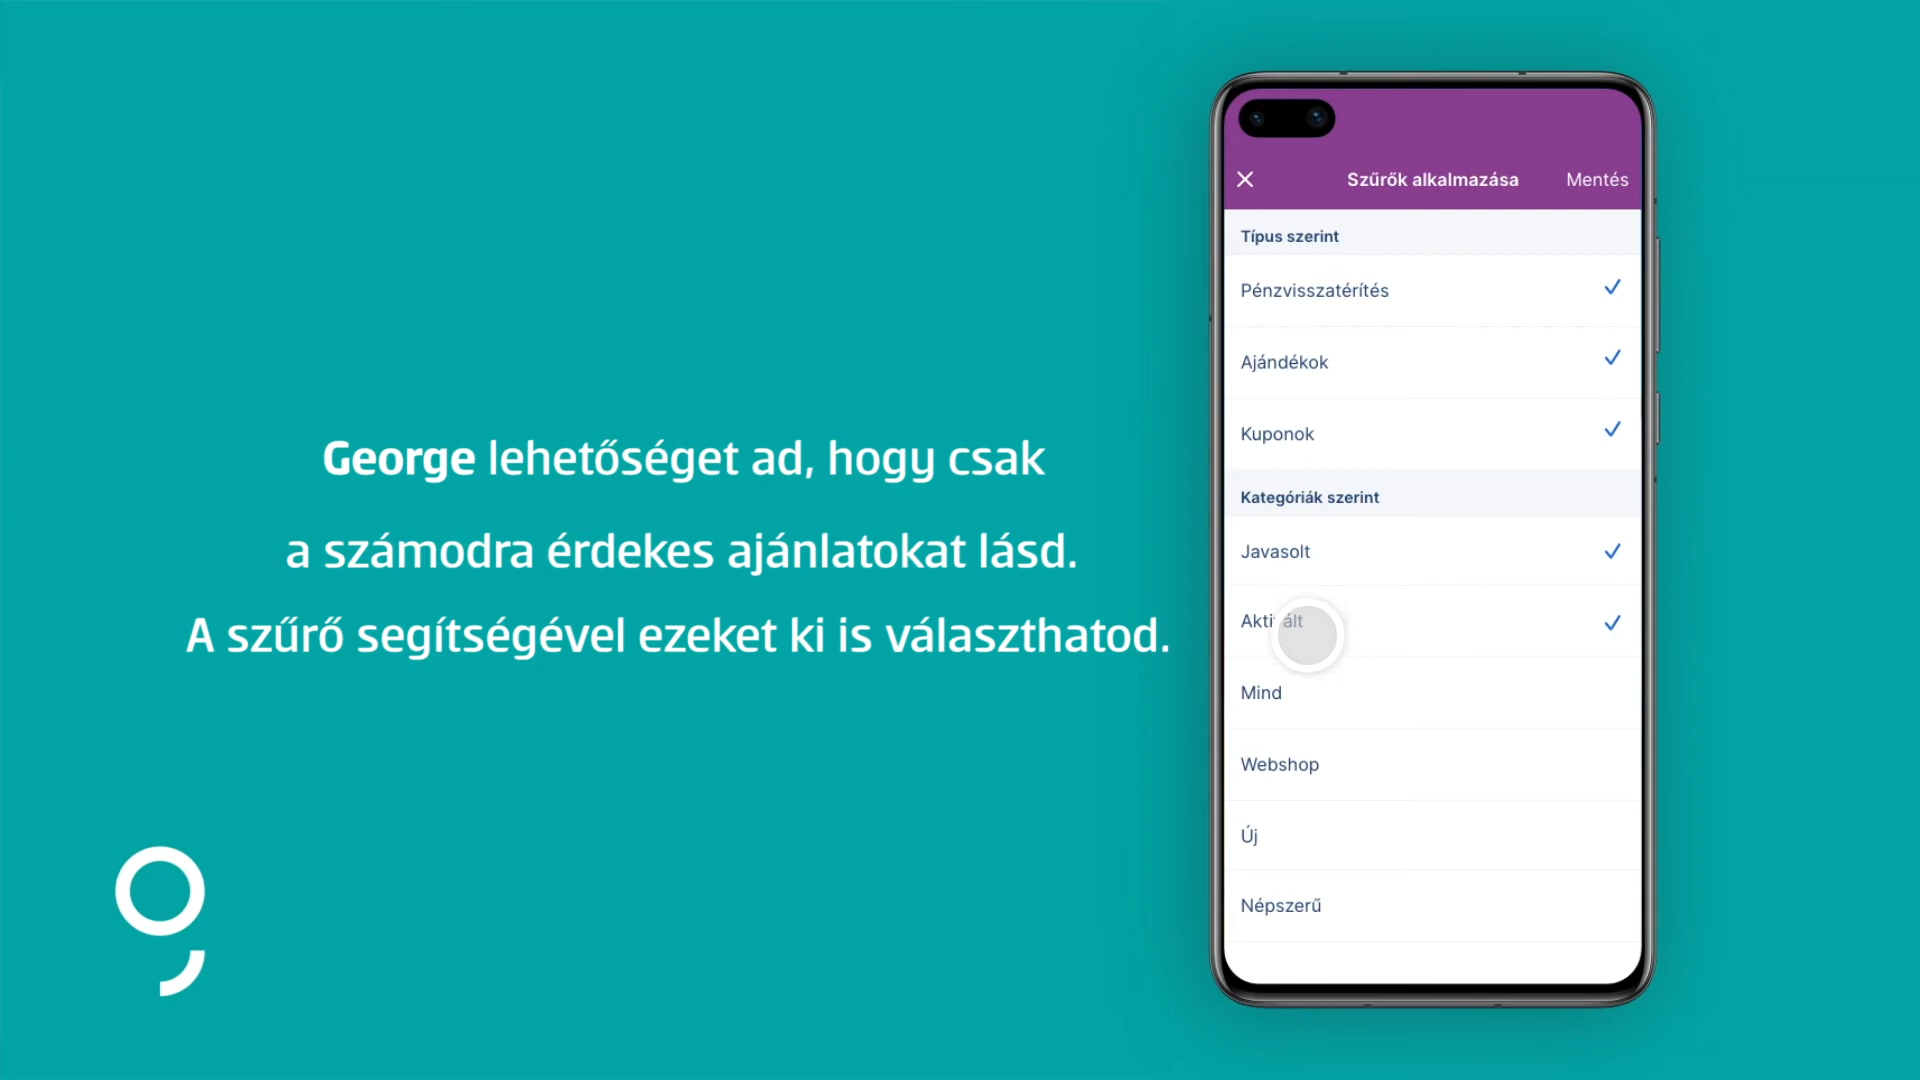 George lehetőséget ad, hogy csak
a számodra érdekes ajánlatokat lásd.
A szűrő segítségével ezeket ki is választhatod.
Szűrők alkalmazása Mentés
Típus szerint
Pénzvisszatérítés
Ajándékok
Kuponok
Kategóriák szerint
Javasolt
Aktivált
Mind
Webshop
Új
Népszerű